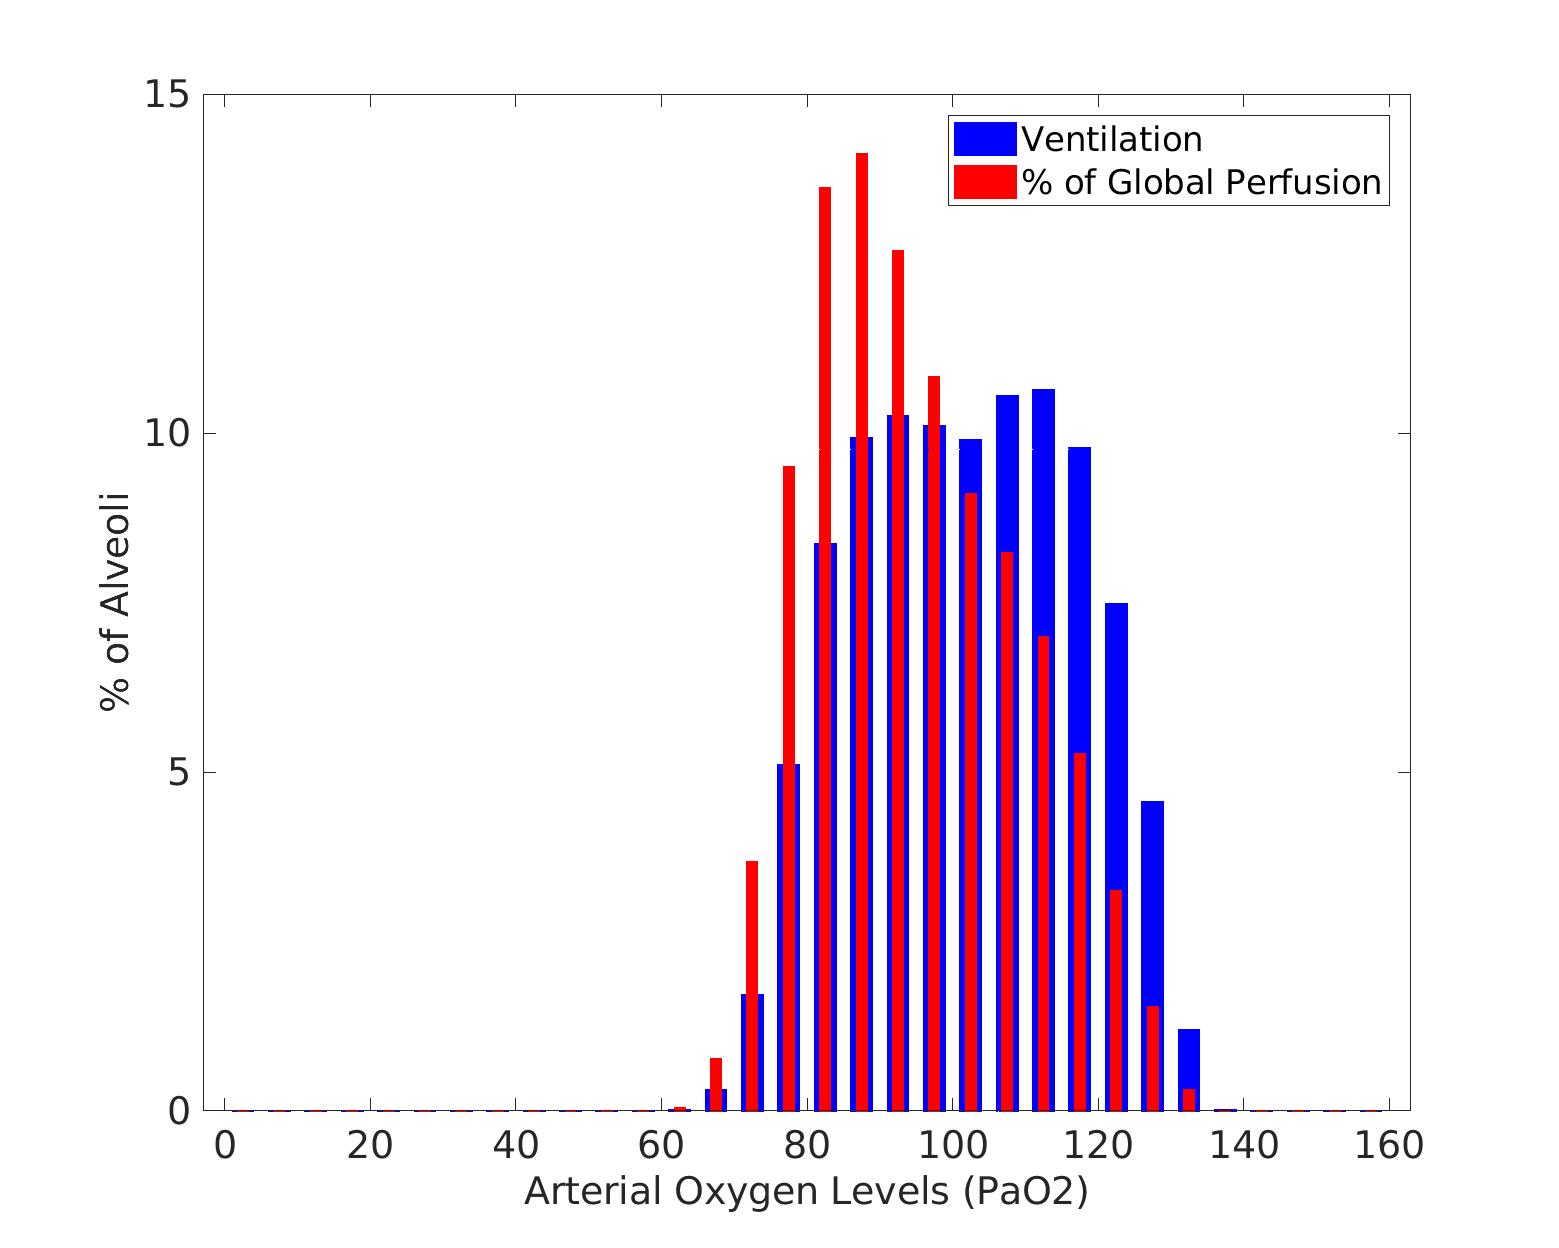 15
10
5
0
% of Alveoli
Ventilation
% of Global Perfusion
0 20 40 60 80 100 120 140 160
Arterial Oxygen Levels (PaO2)